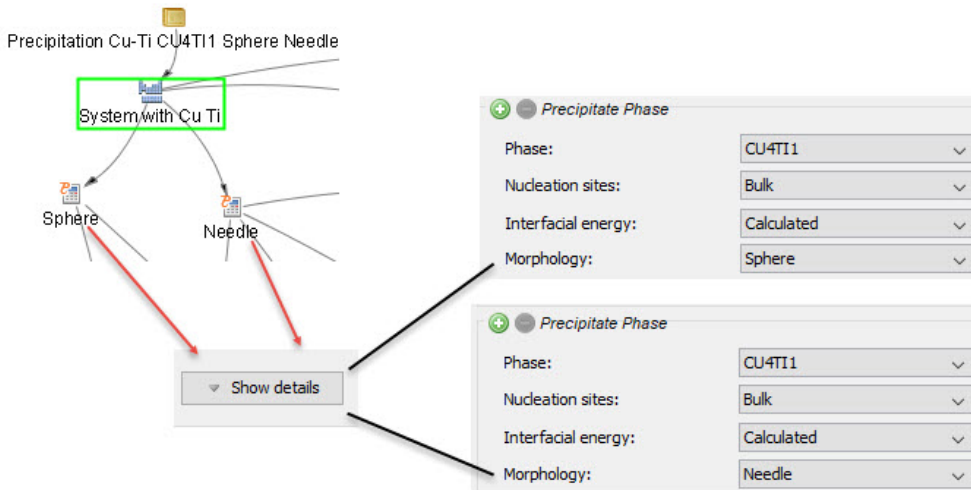 Precipitation Cu-Ti CU4TI1 Sphere Needle
System with Cu Ti
Sphere
Needle
Show details
Precipitate Phase
Phase: CU4TI1
Nucleation sites: Bulk
Interfacial energy: Calculated
Morphology: Sphere
Precipitate Phase
Phase: CU4TI1
Nucleation sites: Bulk
Interfacial energy: Calculated
Morphology: Needle